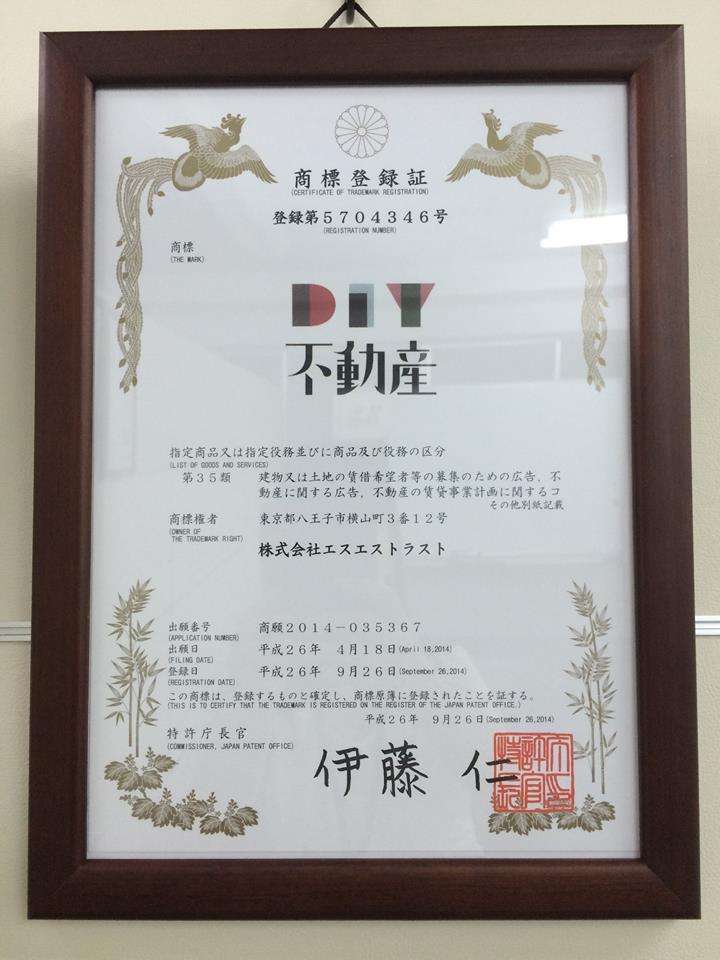 商標登録証
(CERTIFICATE OF TRADEMARK REGISTRATION)
登録第５７０４３４６号
(REGISTRATION NUMBER)
商標
(THE MARK)
DIY
不動産
指定商品又は指定役務並びに商品及び役務の区分
(LIST OF GOODS AND SERVICES)
第３５類　建物又は土地の賃借希望者等の募集のための広告，不
動産に関する広告，不動産の賃貸事業計画に関するコ
その他別紙記載
商標権者　東京都八王子市横山町３番１２号
(OWNER OF
THE TRADEMARK RIGHT)
株式会社エスエストラスト
出願番号　商願２０１４－０３５３６７
(APPLICATION NUMBER)
出願日　平成２６年　４月１８日(April 18,2014)
(FILING DATE)
登録日　平成２６年　９月２６日(September 26,2014)
(REGISTRATION DATE)
この商標は、登録するものと確定し、商標原簿に登録されたことを証する。
(THIS IS TO CERTIFY THAT THE TRADEMARK IS REGISTERED ON THE REGISTER OF THE JAPAN PATENT OFFICE.)
平成２６年　９月２６日(September 26,2014)
特許庁長官
(COMMISSIONER, JAPAN PATENT OFFICE)
伊藤　仁